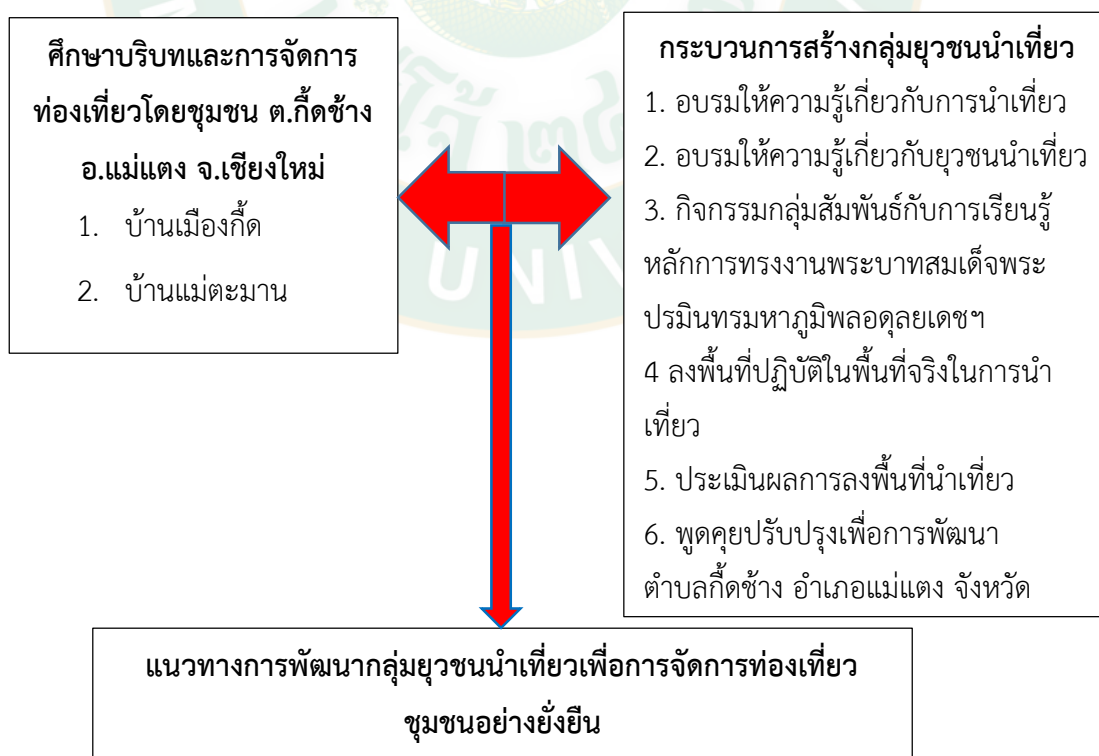 ศึกษาบริบทและการจัดการ
ท่องเที่ยวโดยชุมชน ต.กื้ดช้าง
อ.แม่แตง จ.เชียงใหม่
1. บ้านเมืองกื้ด
2. บ้านแม่ตะมาน
กระบวนการสร้างกลุ่มยุวชนนำเที่ยว
1. อบรมให้ความรู้เกี่ยวกับการนำเที่ยว
2. อบรมให้ความรู้เกี่ยวกับยุวชนนำเที่ยว
3. กิจกรรมกลุ่มสัมพันธ์กับการเรียนรู้
หลักการทรงงานพระบาทสมเด็จพระ
ปรมินทรมหาภูมิพลอดุลยเดชฯ
4 ลงพื้นที่ปฏิบัติในพื้นที่จริงในการนำ
เที่ยว
5. ประเมินผลการลงพื้นที่นำเที่ยว
6. พูดคุยปรับปรุงเพื่อการพัฒนา
ตำบลกื้ดช้าง อำเภอแม่แตง จังหวัด
แนวทางการพัฒนากลุ่มยุวชนนำเที่ยวเพื่อการจัดการท่องเที่ยว
ชุมชนอย่างยั่งยืน